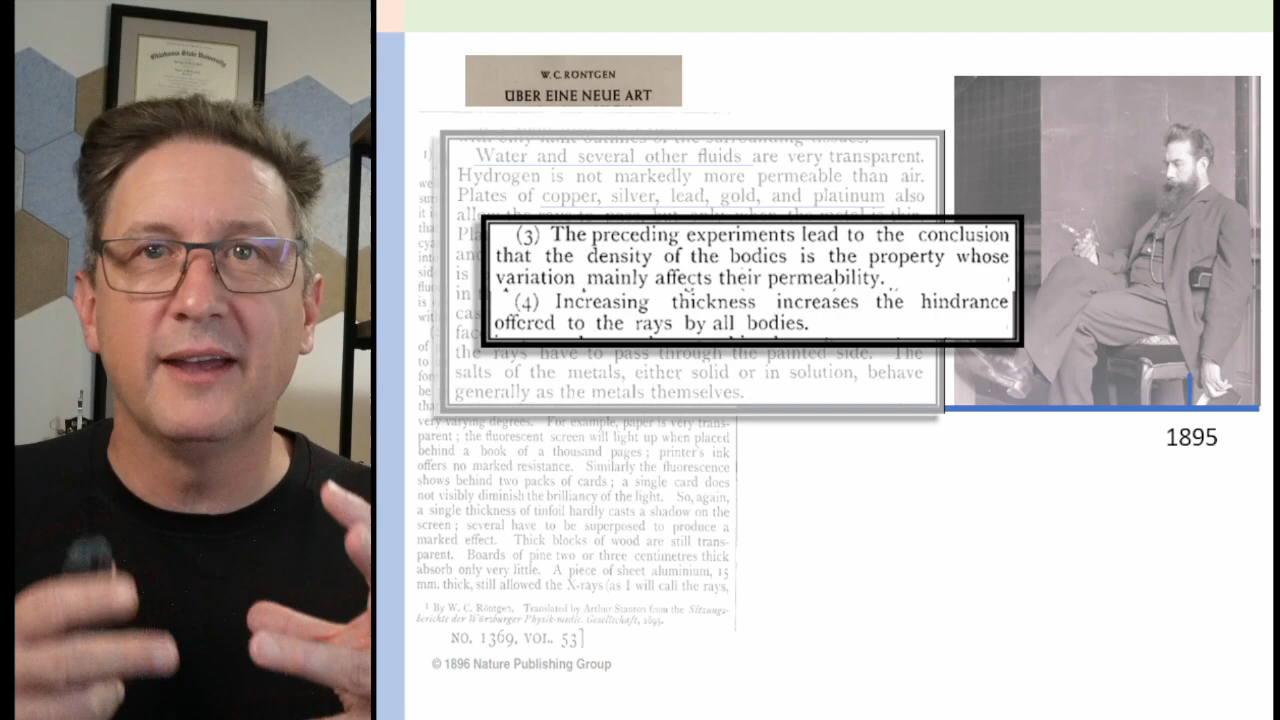 Oklahoma State University
W. C. RÖNTGEN
ÜBER EINE NEUE ART
Water and several other fluids are very transparent.
Hydrogen is not markedly more permeable than air.
Plates of copper, silver, lead, gold, and platinum also
(3) The preceding experiments lead to the conclusion
that the density of the bodies is the property whose
variation mainly affects their permeability.
(4) Increasing thickness increases the hindrance
offered to the rays by all bodies.
the rays have to pass through the painted side. The
salts of the metals, either solid or in solution, behave
generally as the metals themselves.
very varying degrees. For example, paper is very trans-
parent ; the fluorescent screen will light up when placed
behind a book of a thousand pages ; printer's ink
offers no marked resistance. Similarly the fluorescence
shows behind two packs of cards ; a single card does
not visibly diminish the brilliancy of the light. So, again,
a single thickness of tinfoil hardly casts a shadow on the
screen ; several have to be superposed to produce a
marked effect. Thick blocks of wood are still trans-
parent. Boards of pine two or three centimetres thick
absorb only very little. A piece of sheet aluminium, 15
mm. thick, still allowed the X-rays (as I will call the rays,
1 By W. C. Röntgen. Translated by Arthur Stanton from the Sitzungs-
berichte der Würzburger Physik-medic. Gesellschaft, 1895.
NO. 1369, VOL. 53]
© 1896 Nature Publishing Group
1895